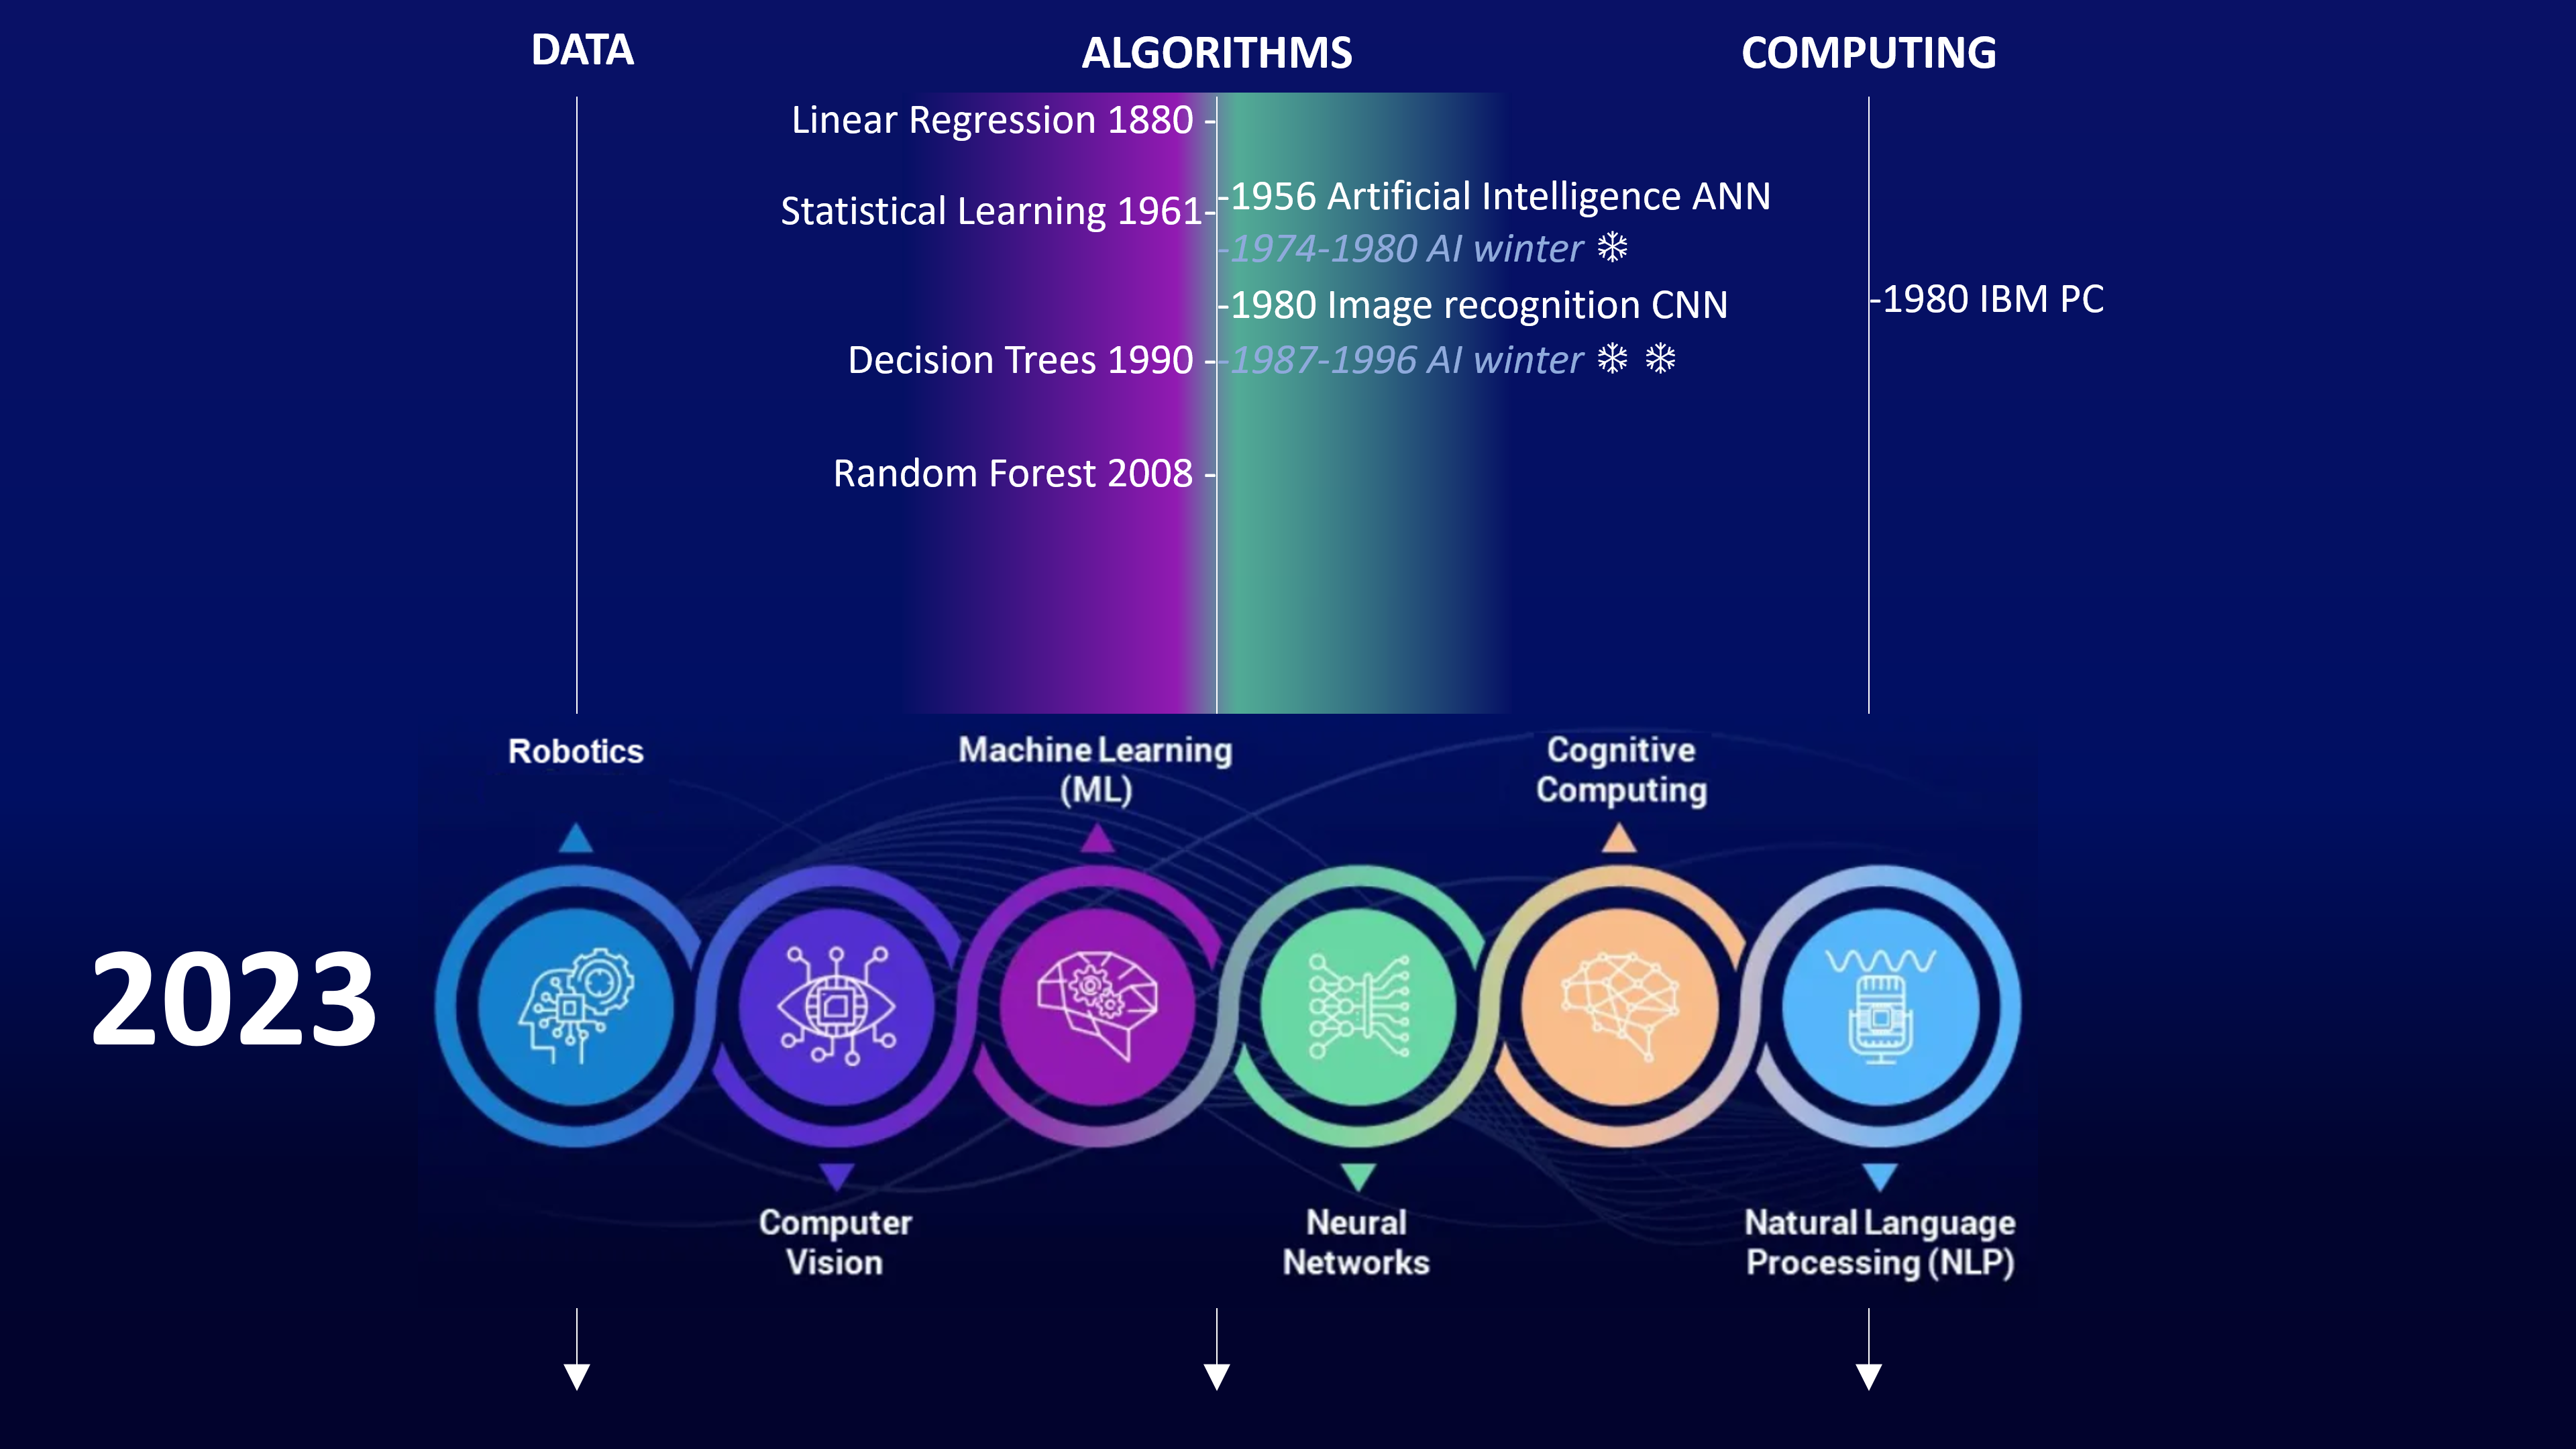 DATA
ALGORITHMS
COMPUTING
Linear Regression 1880 -
-1956 Artificial Intelligence ANN
Statistical Learning 1961-
-1974-1980 AI winter ❄
-1980 Image recognition CNN
-1980 IBM PC
Decision Trees 1990 -
-1987-1996 AI winter ❄ ❄
Random Forest 2008 -
Robotics
Machine Learning
(ML)
Cognitive
Computing
2023
Computer
Vision
Neural
Networks
Natural Language
Processing (NLP)